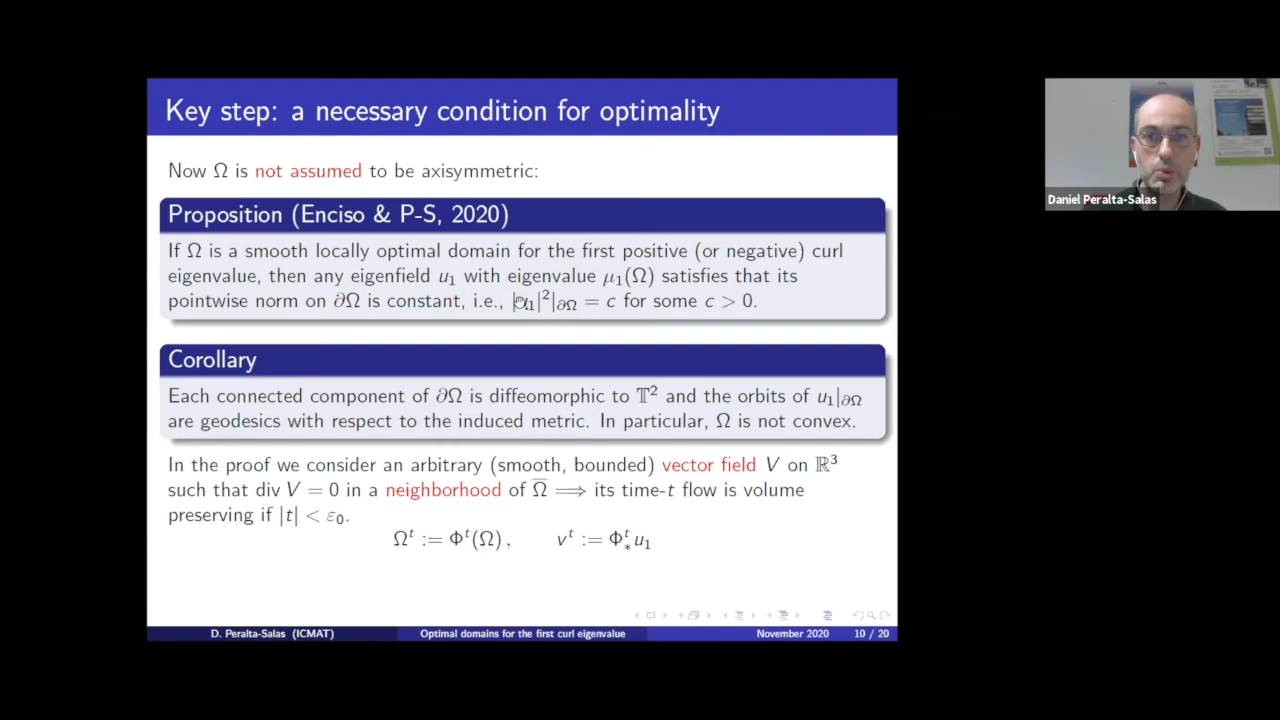 Key step: a necessary condition for optimality
Now Ω is not assumed to be axisymmetric:
Proposition (Enciso & P-S, 2020)
If Ω is a smooth locally optimal domain for the first positive (or negative) curl
eigenvalue, then any eigenfield u₁ with eigenvalue μ₁(Ω) satisfies that its
pointwise norm on ∂Ω is constant, i.e., |u₁|²|∂Ω = c for some c > 0.
Corollary
Each connected component of ∂Ω is diffeomorphic to 𝕋² and the orbits of u₁|∂Ω
are geodesics with respect to the induced metric. In particular, Ω is not convex.
In the proof we consider an arbitrary (smooth, bounded) vector field V on ℝ³
such that div V = 0 in a neighborhood of Ω̅ ⟹ its time-t flow is volume
preserving if |t| < ε₀.
Ωᵗ := Φᵗ(Ω) , vᵗ := Φᵗ₊u₁
D. Peralta-Salas (ICMAT) Optimal domains for the first curl eigenvalue November 2020 10 / 20
Daniel Peralta-Salas